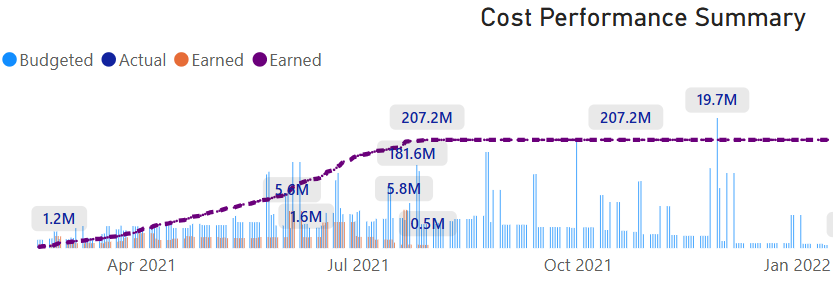 Cost Performance Summary
Budgeted Actual Earned Earned
19.7M
207.2M 207.2M
181.6M
5.6M 5.8M
1.2M 1.6M 0.5M
Apr 2021 Jul 2021 Oct 2021 Jan 2022